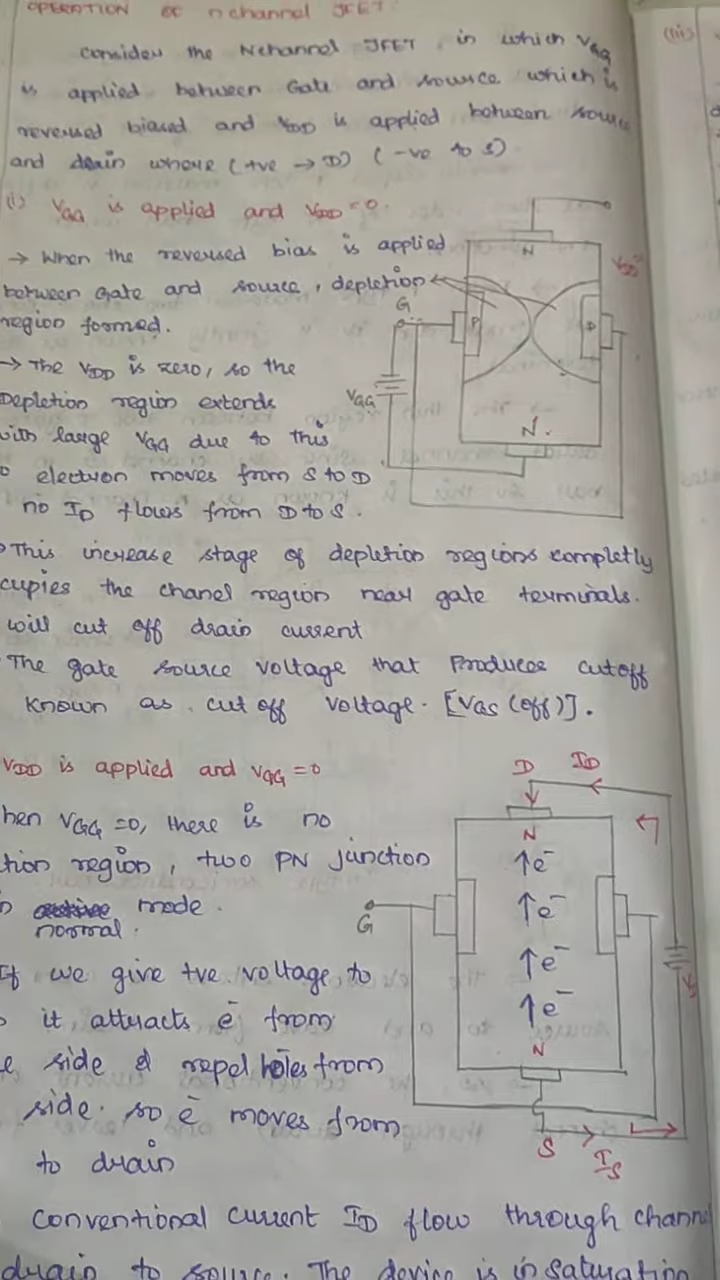 OPERATION OF n channel JFET
Consider the N channel JFET, in which VGG
is applied between Gate and source which is
reversed biased and VDD is applied between source
and drain where (+ve → D) (-ve to S)
(i) VGG is applied and VDD = 0.
→ When the reversed bias is applied
between Gate and source, depletion
region formed.
→ The VDD is zero, so the
Depletion region extends
with large VGG due to this
electron moves from S to D
no ID flows from D to S.
This increase stage of depletion regions completly
cupies the chanel region near gate terminals.
will cut off drain current
The gate source voltage that Produces cutoff
known as cut off voltage. [VGS (off)].
N
VDD
G
P
P
VGG
N
VDD is applied and VGG = 0
hen VGG = 0, there is no
tion region, two PN junction
mode.
normal.
If we give +ve voltage to
it, attracts e⁻ from
side & repel holes from
side. so e⁻ moves from
to drain
D ID
N
↑e⁻
↑e⁻
↑e⁻
↑e⁻
N
G
S IS
conventional current ID flow through channe
drain to source. The device is in saturation
(iii)